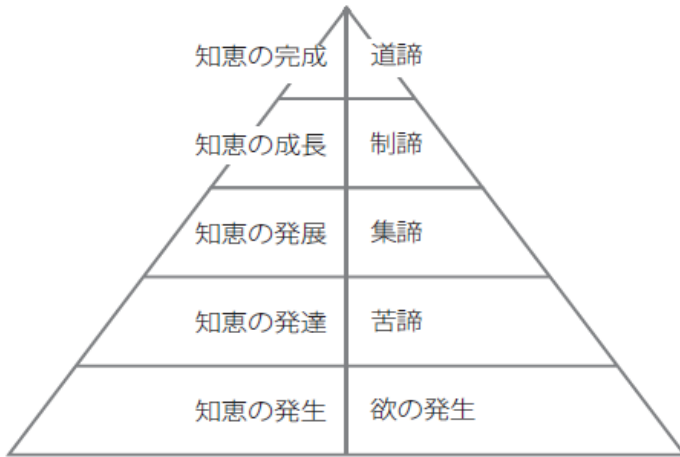 知恵の完成 道諦
知恵の成長 制諦
知恵の発展 集諦
知恵の発達 苦諦
知恵の発生 欲の発生